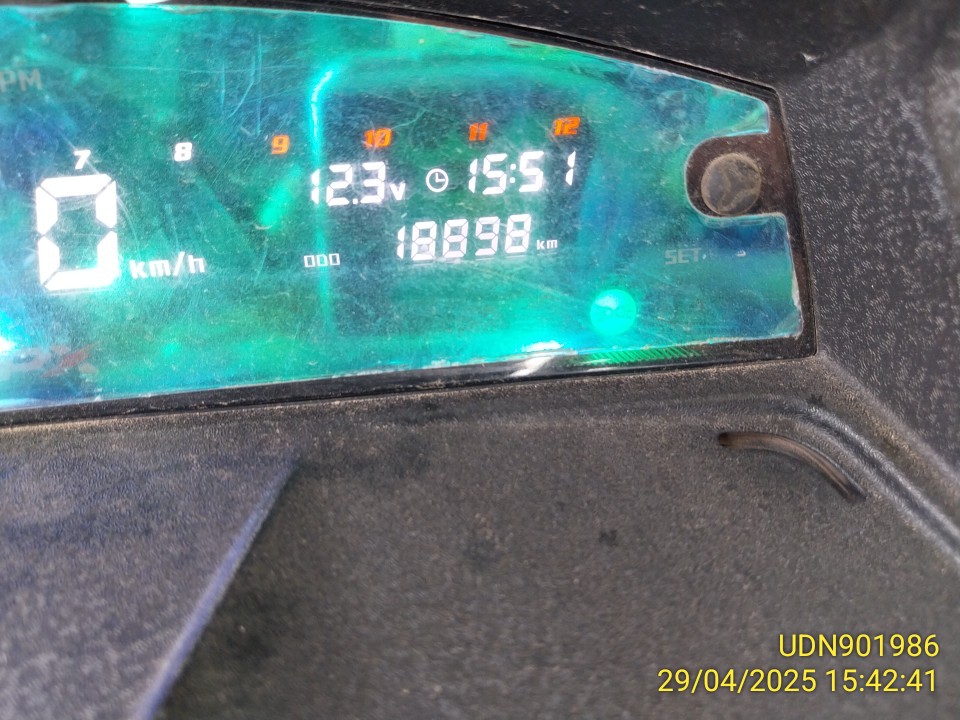 PM
7 8 9 10 11 12
12.3v 15:51
0 km/h
18898 km
SET
UDN901986
29/04/2025 15:42:41